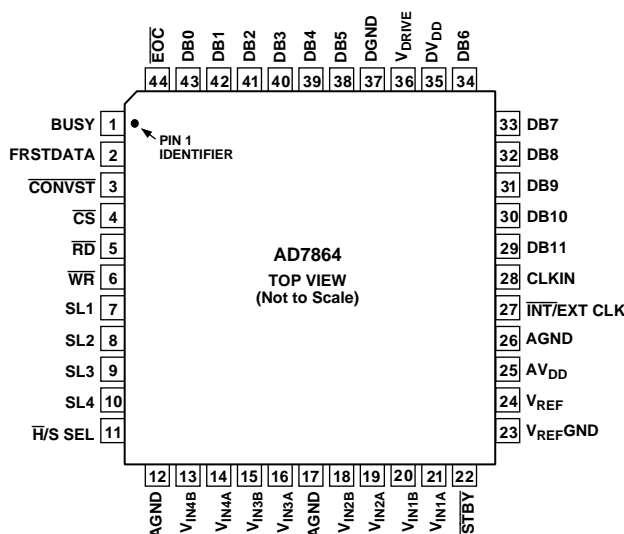 EOC DB0 DB1 DB2 DB3 DB4 DB5 DGND VDRIVE DVDD DB6
44 43 42 41 40 39 38 37 36 35 34
BUSY 1
FRSTDATA 2
CONVST 3
CS 4
RD 5
WR 6
SL1 7
SL2 8
SL3 9
SL4 10
H/S SEL 11
PIN 1
IDENTIFIER
AD7864
TOP VIEW
(Not to Scale)
33 DB7
32 DB8
31 DB9
30 DB10
29 DB11
28 CLKIN
27 INT/EXT CLK
26 AGND
25 AVDD
24 VREF
23 VREFGND
12 13 14 15 16 17 18 19 20 21 22
AGND VIN4B VIN4A VIN3B VIN3A AGND VIN2B VIN2A VIN1B VIN1A STBY